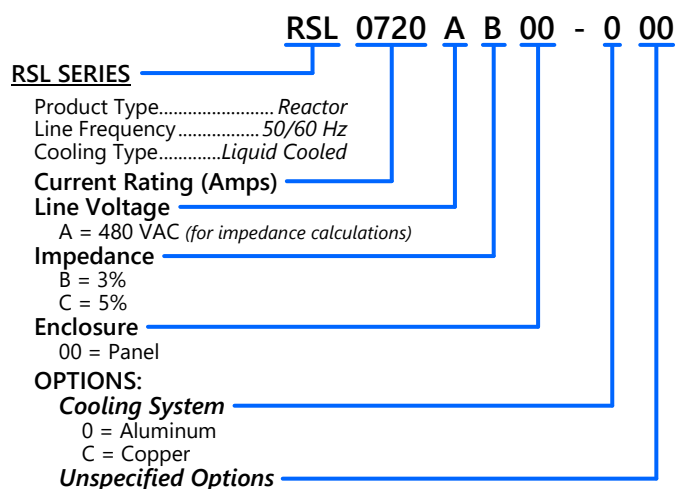 RSL 0720 A B 00 - 0 00
RSL SERIES
Product Type.......................Reactor
Line Frequency.................50/60 Hz
Cooling Type.............Liquid Cooled
Current Rating (Amps)
Line Voltage
A = 480 VAC (for impedance calculations)
Impedance
B = 3%
C = 5%
Enclosure
00 = Panel
OPTIONS:
Cooling System
0 = Aluminum
C = Copper
Unspecified Options